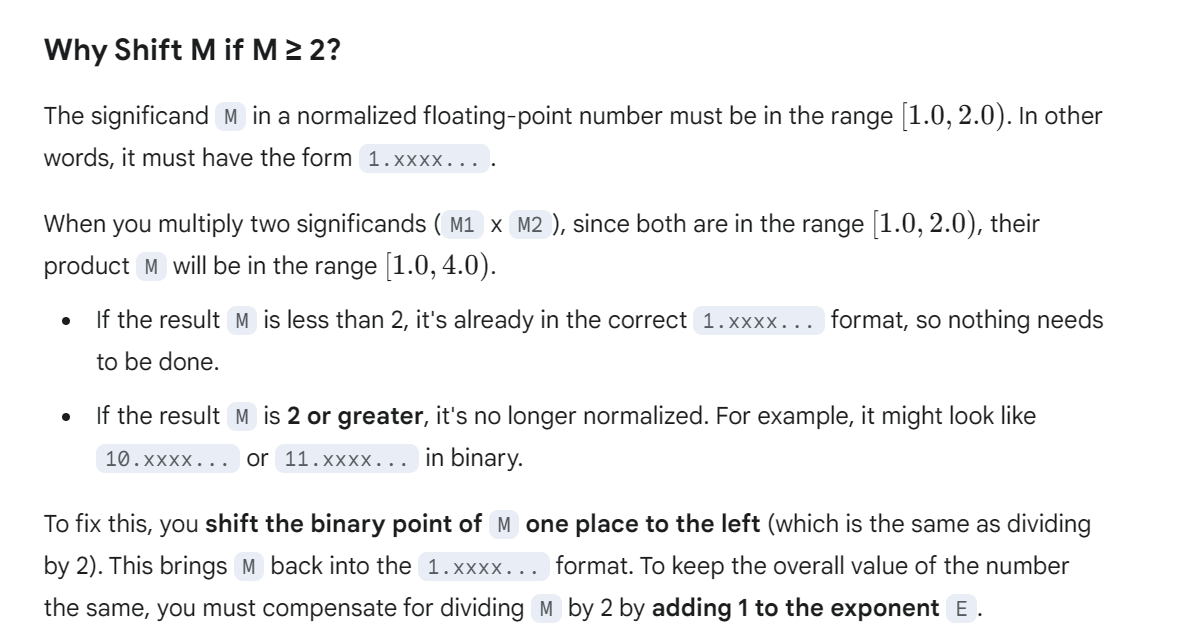 Why Shift M if M ≥ 2?
The significand M in a normalized floating-point number must be in the range [1.0, 2.0). In other
words, it must have the form 1.xxxx... .
When you multiply two significands ( M1 x M2 ), since both are in the range [1.0, 2.0), their
product M will be in the range [1.0, 4.0).
• If the result M is less than 2, it's already in the correct 1.xxxx... format, so nothing needs
to be done.
• If the result M is 2 or greater, it's no longer normalized. For example, it might look like
10.xxxx... or 11.xxxx... in binary.
To fix this, you shift the binary point of M one place to the left (which is the same as dividing
by 2). This brings M back into the 1.xxxx... format. To keep the overall value of the number
the same, you must compensate for dividing M by 2 by adding 1 to the exponent E .